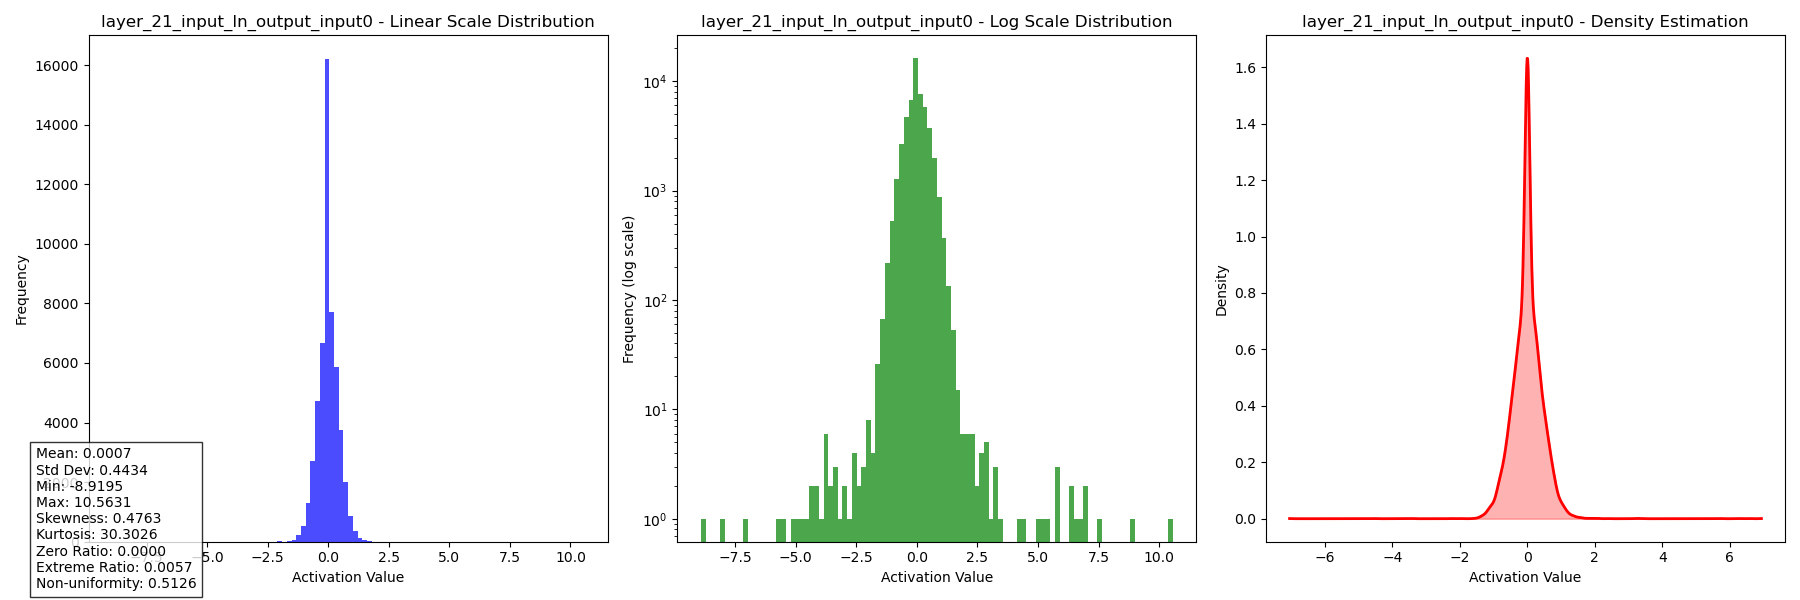 layer_21_input_ln_output_input0 - Linear Scale Distribution
16000
14000
12000
10000
8000
6000
4000
2000
Frequency
Mean: 0.0007
Std Dev: 0.4434
Min: -8.9195
Max: 10.5631
Skewness: 0.4763
Kurtosis: 30.3026
Zero Ratio: 0.0000
Extreme Ratio: 0.0057
Non-uniformity: 0.5126
−5.0 −2.5 0.0 2.5 5.0 7.5 10.0
Activation Value
layer_21_input_ln_output_input0 - Log Scale Distribution
10⁴
10³
10²
10¹
10⁰
Frequency (log scale)
−7.5 −5.0 −2.5 0.0 2.5 5.0 7.5 10.0
Activation Value
layer_21_input_ln_output_input0 - Density Estimation
1.6
1.4
1.2
1.0
0.8
0.6
0.4
0.2
0.0
Density
−6 −4 −2 0 2 4 6
Activation Value